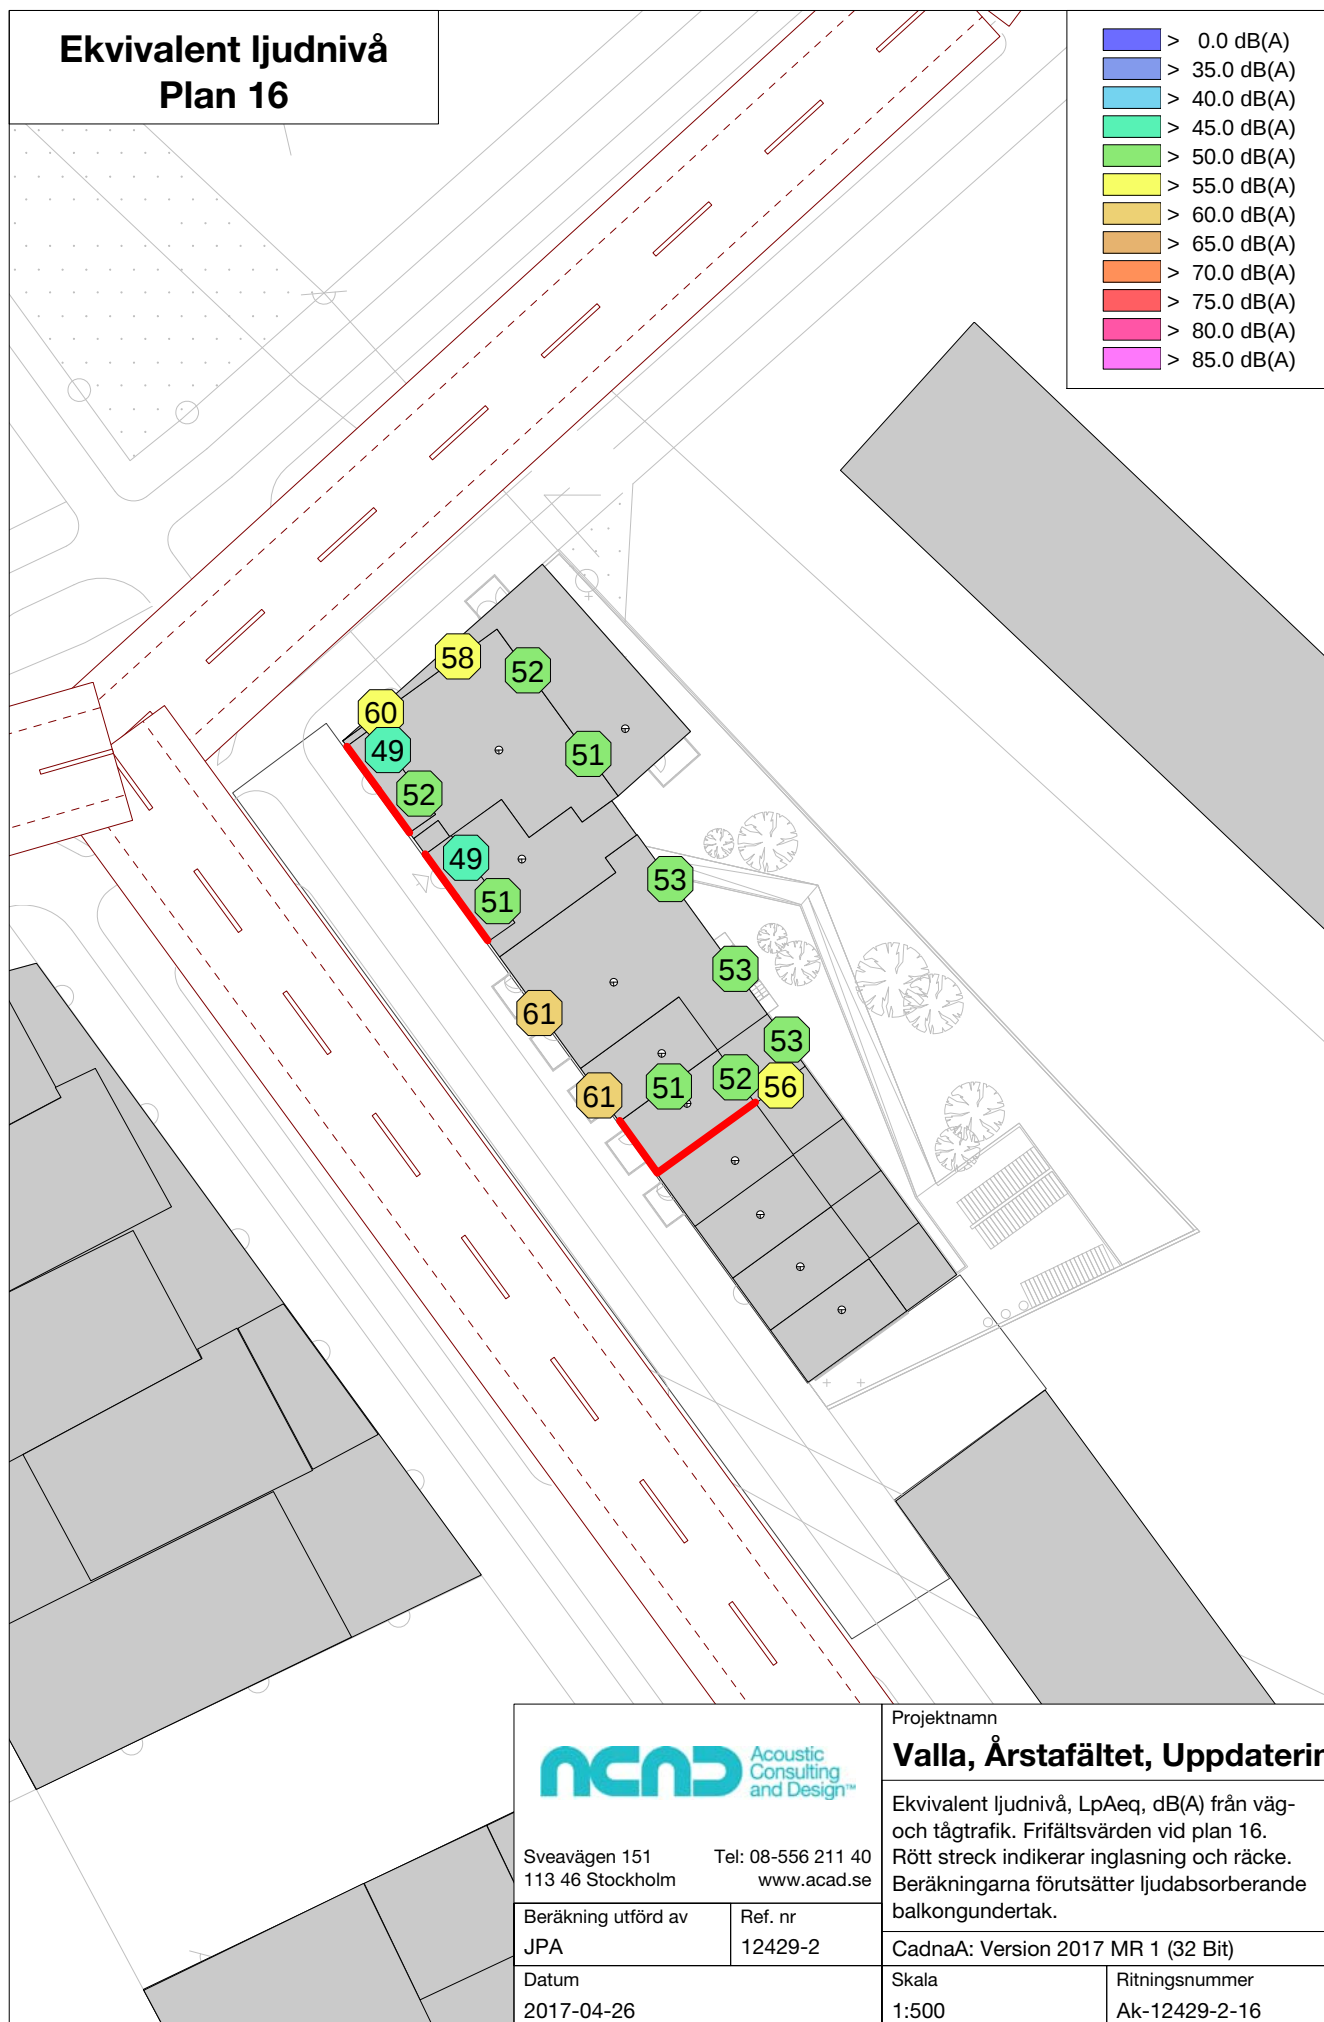 Ekvivalent ljudnivå
Plan 16
> 0.0 dB(A)
> 35.0 dB(A)
> 40.0 dB(A)
> 45.0 dB(A)
> 50.0 dB(A)
> 55.0 dB(A)
> 60.0 dB(A)
> 65.0 dB(A)
> 70.0 dB(A)
> 75.0 dB(A)
> 80.0 dB(A)
> 85.0 dB(A)
58
52
60
49
51
52
49
53
51
53
61
53
52
51
56
61
ACAD
Acoustic
Consulting
and Design™
Sveavägen 151
113 46 Stockholm
Tel: 08-556 211 40
www.acad.se
Beräkning utförd av
JPA
Ref. nr
12429-2
Datum
2017-04-26
Projektnamn
Valla, Årstafältet, Uppdaterin
Ekvivalent ljudnivå, LpAeq, dB(A) från väg-
och tågtrafik. Frifältsvärden vid plan 16.
Rött streck indikerar inglasning och räcke.
Beräkningarna förutsätter ljudabsorberande
balkongundertak.
CadnaA: Version 2017 MR 1 (32 Bit)
Skala
1:500
Ritningsnummer
Ak-12429-2-16